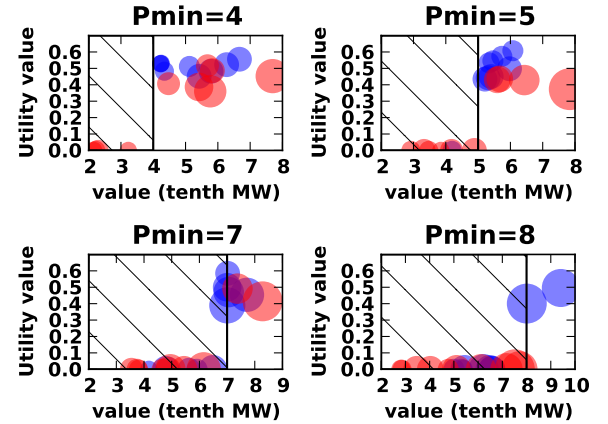 Pmin=4
Pmin=5
Utility value
0.6
0.5
0.4
0.3
0.2
0.1
0.0
2 3 4 5 6 7 8
value (tenth MW)
Utility value
0.6
0.5
0.4
0.3
0.2
0.1
0.0
2 3 4 5 6 7 8
value (tenth MW)
Pmin=7
Pmin=8
Utility value
0.6
0.5
0.4
0.3
0.2
0.1
0.0
2 3 4 5 6 7 8 9
value (tenth MW)
Utility value
0.6
0.5
0.4
0.3
0.2
0.1
0.0
2 3 4 5 6 7 8 9 10
value (tenth MW)